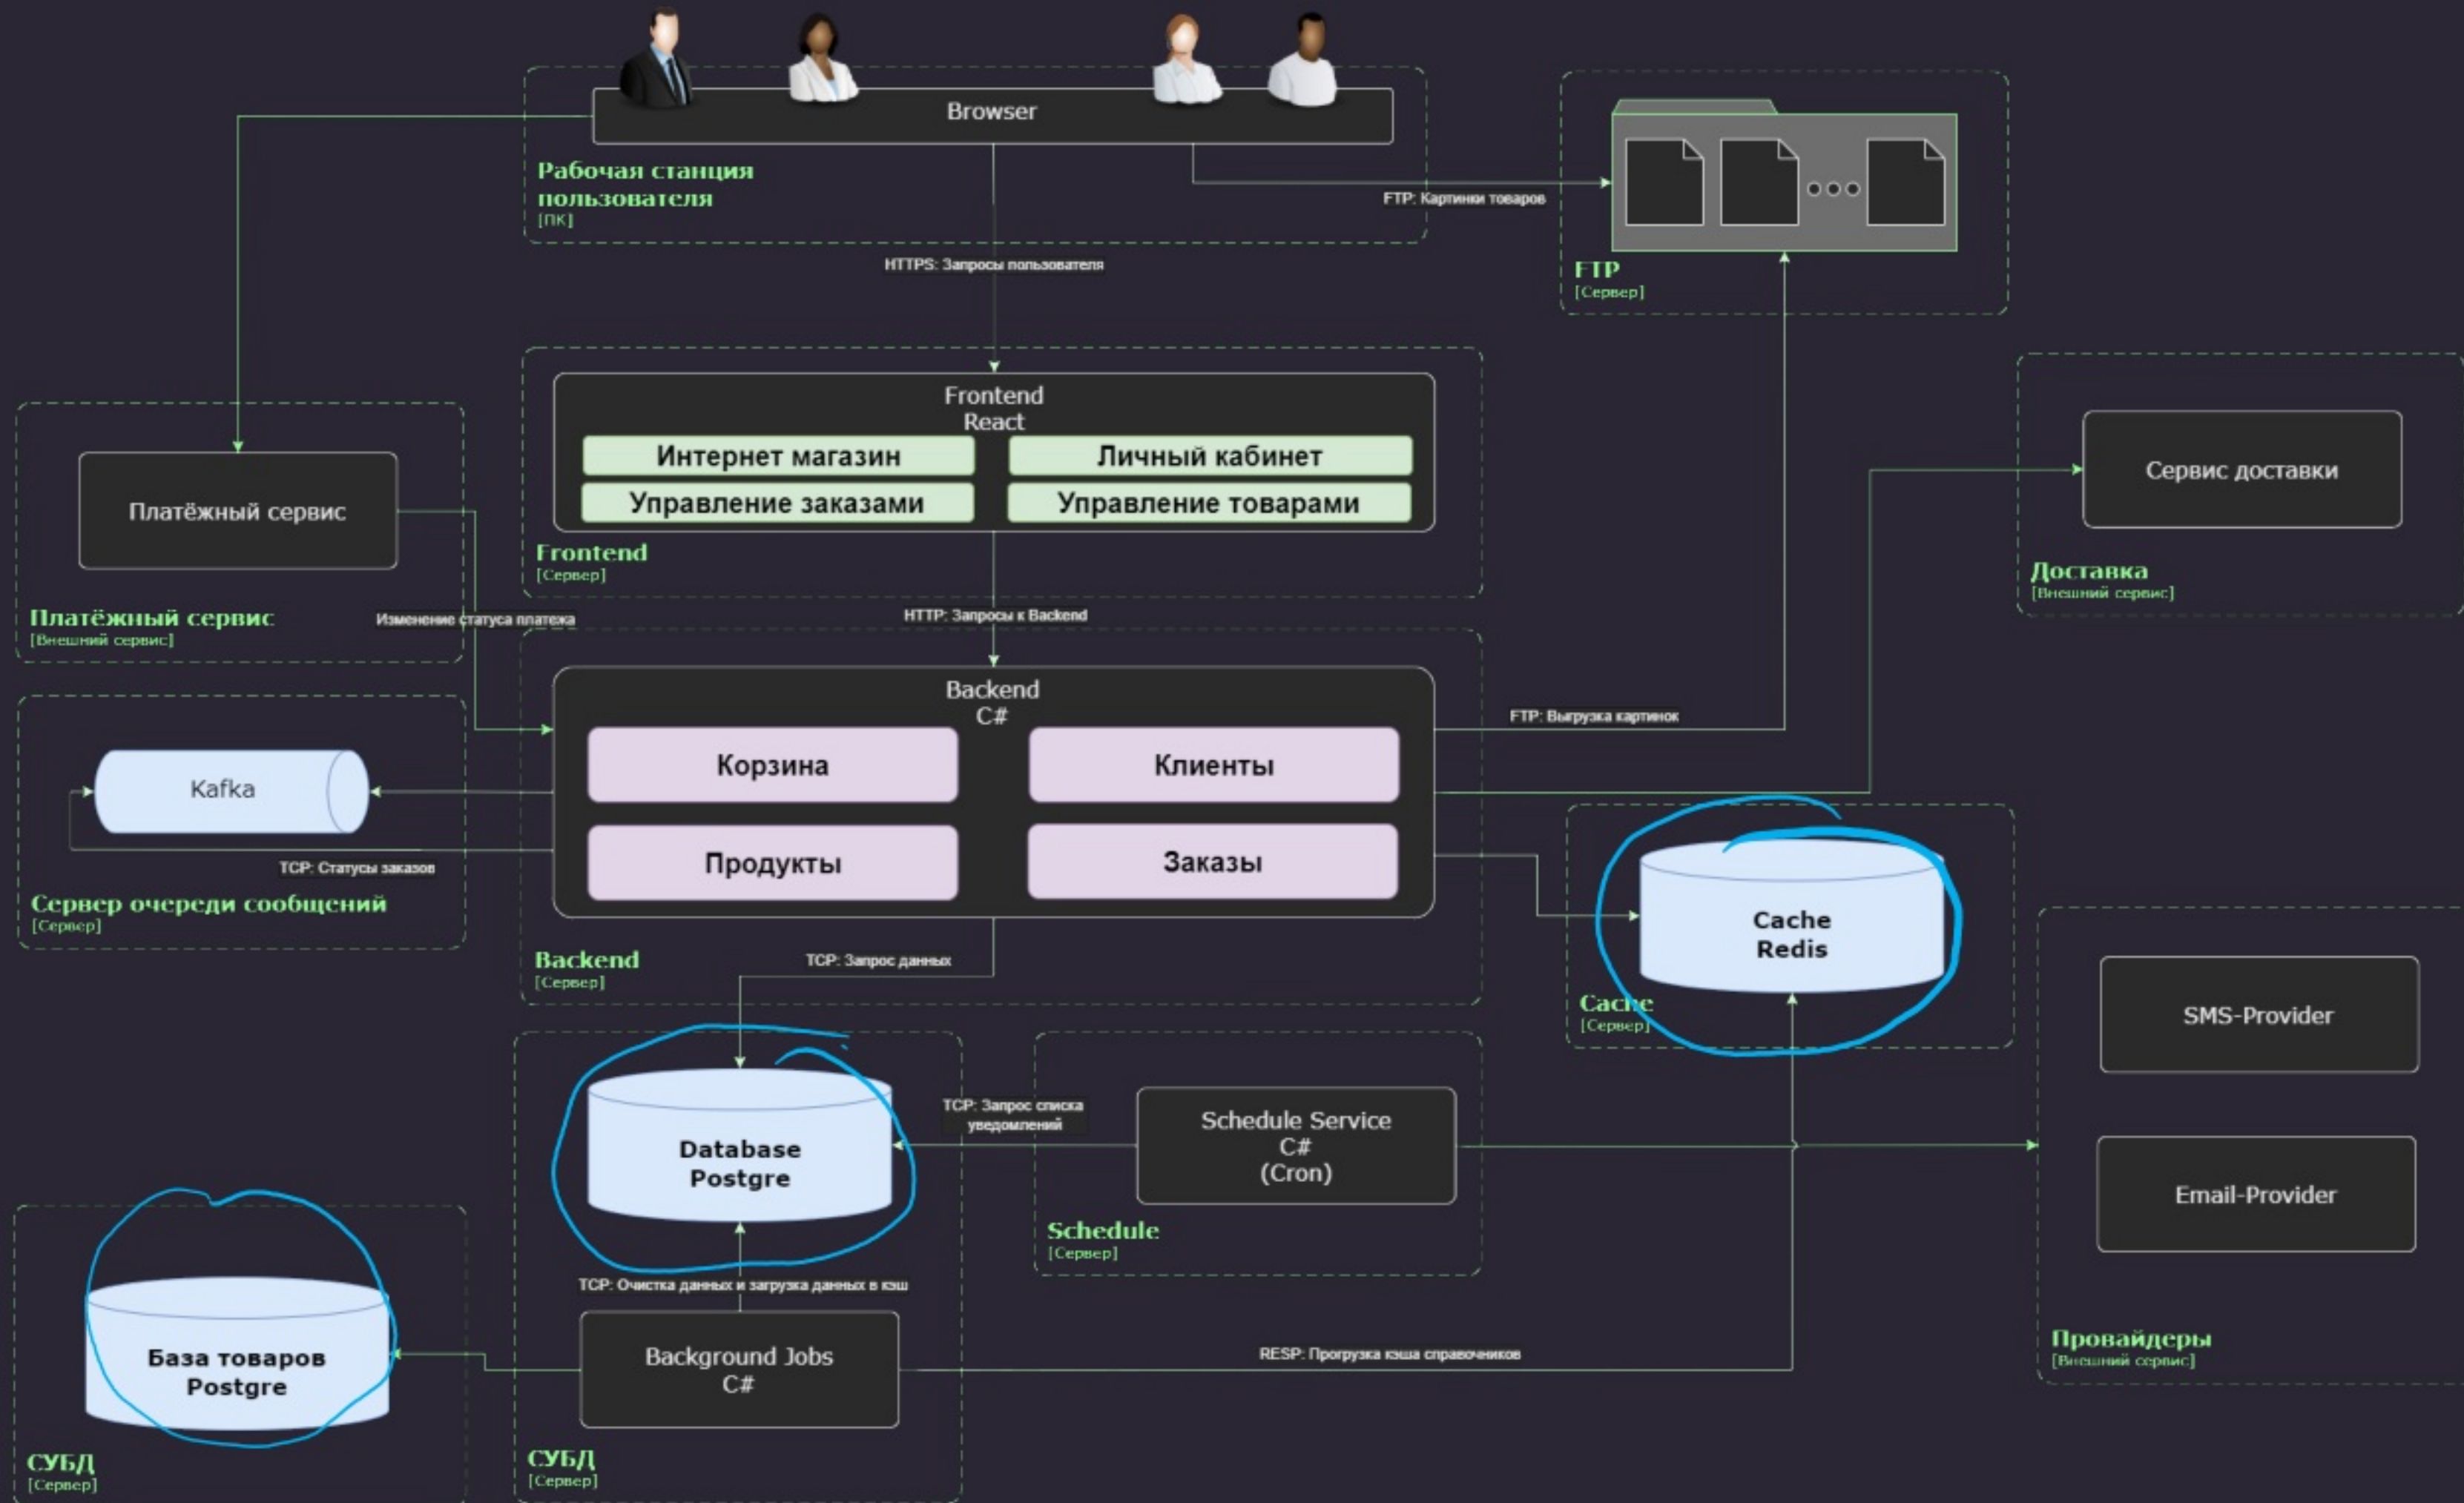 Browser
Рабочая станция
пользователя
[ПК]
FTP: Картинки товаров
FTP
[Сервер]
HTTPS: Запросы пользователя
Frontend
React
Интернет магазин
Личный кабинет
Управление заказами
Управление товарами
Frontend
[Сервер]
Платёжный сервис
Платёжный сервис
[Внешний сервис]
Сервис доставки
Доставка
[Внешний сервис]
Изменение статуса платежа
HTTP: Запросы к Backend
Backend
C#
Корзина
Клиенты
Продукты
Заказы
Backend
[Сервер]
FTP: Выгрузка картинок
Kafka
TCP: Статусы заказов
Сервер очереди сообщений
[Сервер]
TCP: Запрос данных
Cache
Redis
Cache
[Сервер]
SMS-Provider
Email-Provider
Провайдеры
[Внешний сервис]
Database
Postgre
TCP: Запрос списка
уведомлений
Schedule Service
C#
(Cron)
Schedule
[Сервер]
TCP: Очистка данных и загрузка данных в кэш
Background Jobs
C#
RESP: Прогрузка кэша справочников
База товаров
Postgre
СУБД
[Сервер]
СУБД
[Сервер]